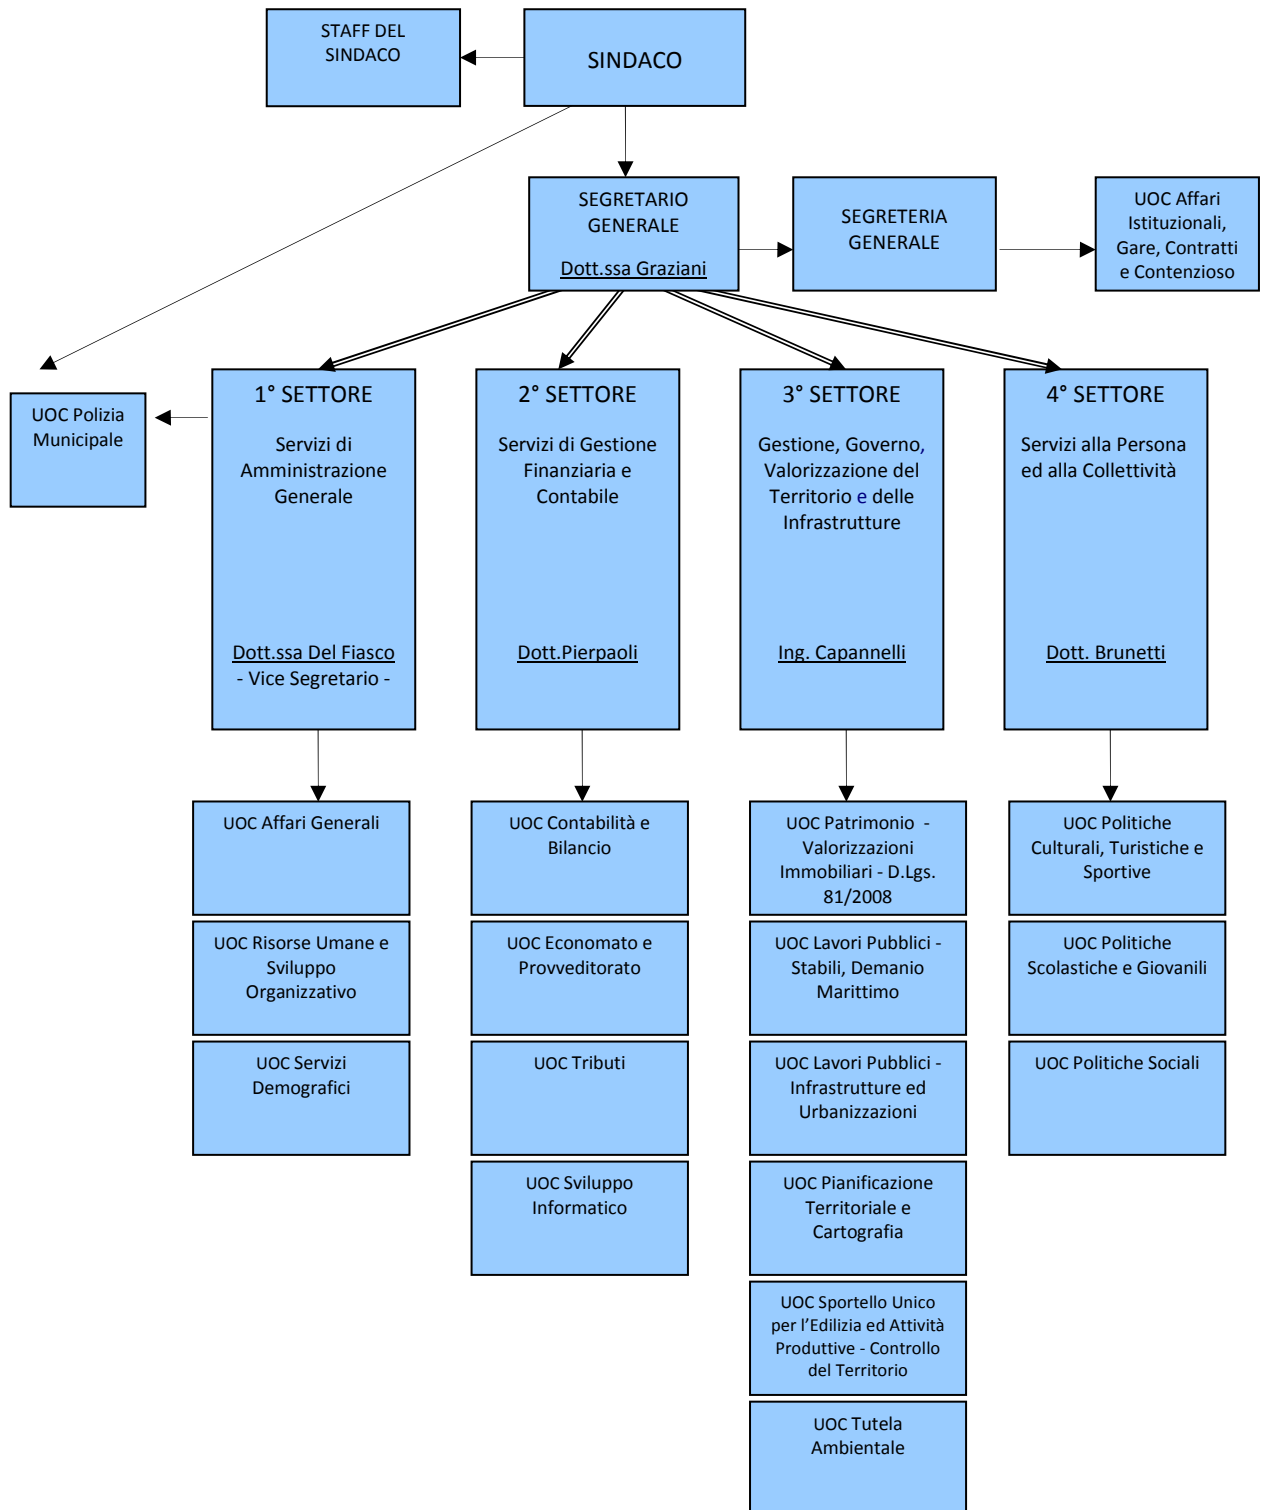 STAFF DEL
SINDACO
SINDACO
SEGRETARIO
GENERALE
Dott.ssa Graziani
SEGRETERIA
GENERALE
UOC Affari
Istituzionali,
Gare, Contratti
e Contenzioso
UOC Polizia
Municipale
1° SETTORE
Servizi di
Amministrazione
Generale
Dott.ssa Del Fiasco
- Vice Segretario -
2° SETTORE
Servizi di Gestione
Finanziaria e
Contabile
Dott.Pierpaoli
3° SETTORE
Gestione, Governo,
Valorizzazione del
Territorio e delle
Infrastrutture
Ing. Capannelli
4° SETTORE
Servizi alla Persona
ed alla Collettività
Dott. Brunetti
UOC Affari Generali
UOC Risorse Umane e
Sviluppo
Organizzativo
UOC Servizi
Demografici
UOC Contabilità e
Bilancio
UOC Economato e
Provveditorato
UOC Tributi
UOC Sviluppo
Informatico
UOC Patrimonio -
Valorizzazioni
Immobiliari - D.Lgs.
81/2008
UOC Lavori Pubblici -
Stabili, Demanio
Marittimo
UOC Lavori Pubblici -
Infrastrutture ed
Urbanizzazioni
UOC Pianificazione
Territoriale e
Cartografia
UOC Sportello Unico
per l’Edilizia ed Attività
Produttive - Controllo
del Territorio
UOC Tutela
Ambientale
UOC Politiche
Culturali, Turistiche e
Sportive
UOC Politiche
Scolastiche e Giovanili
UOC Politiche Sociali